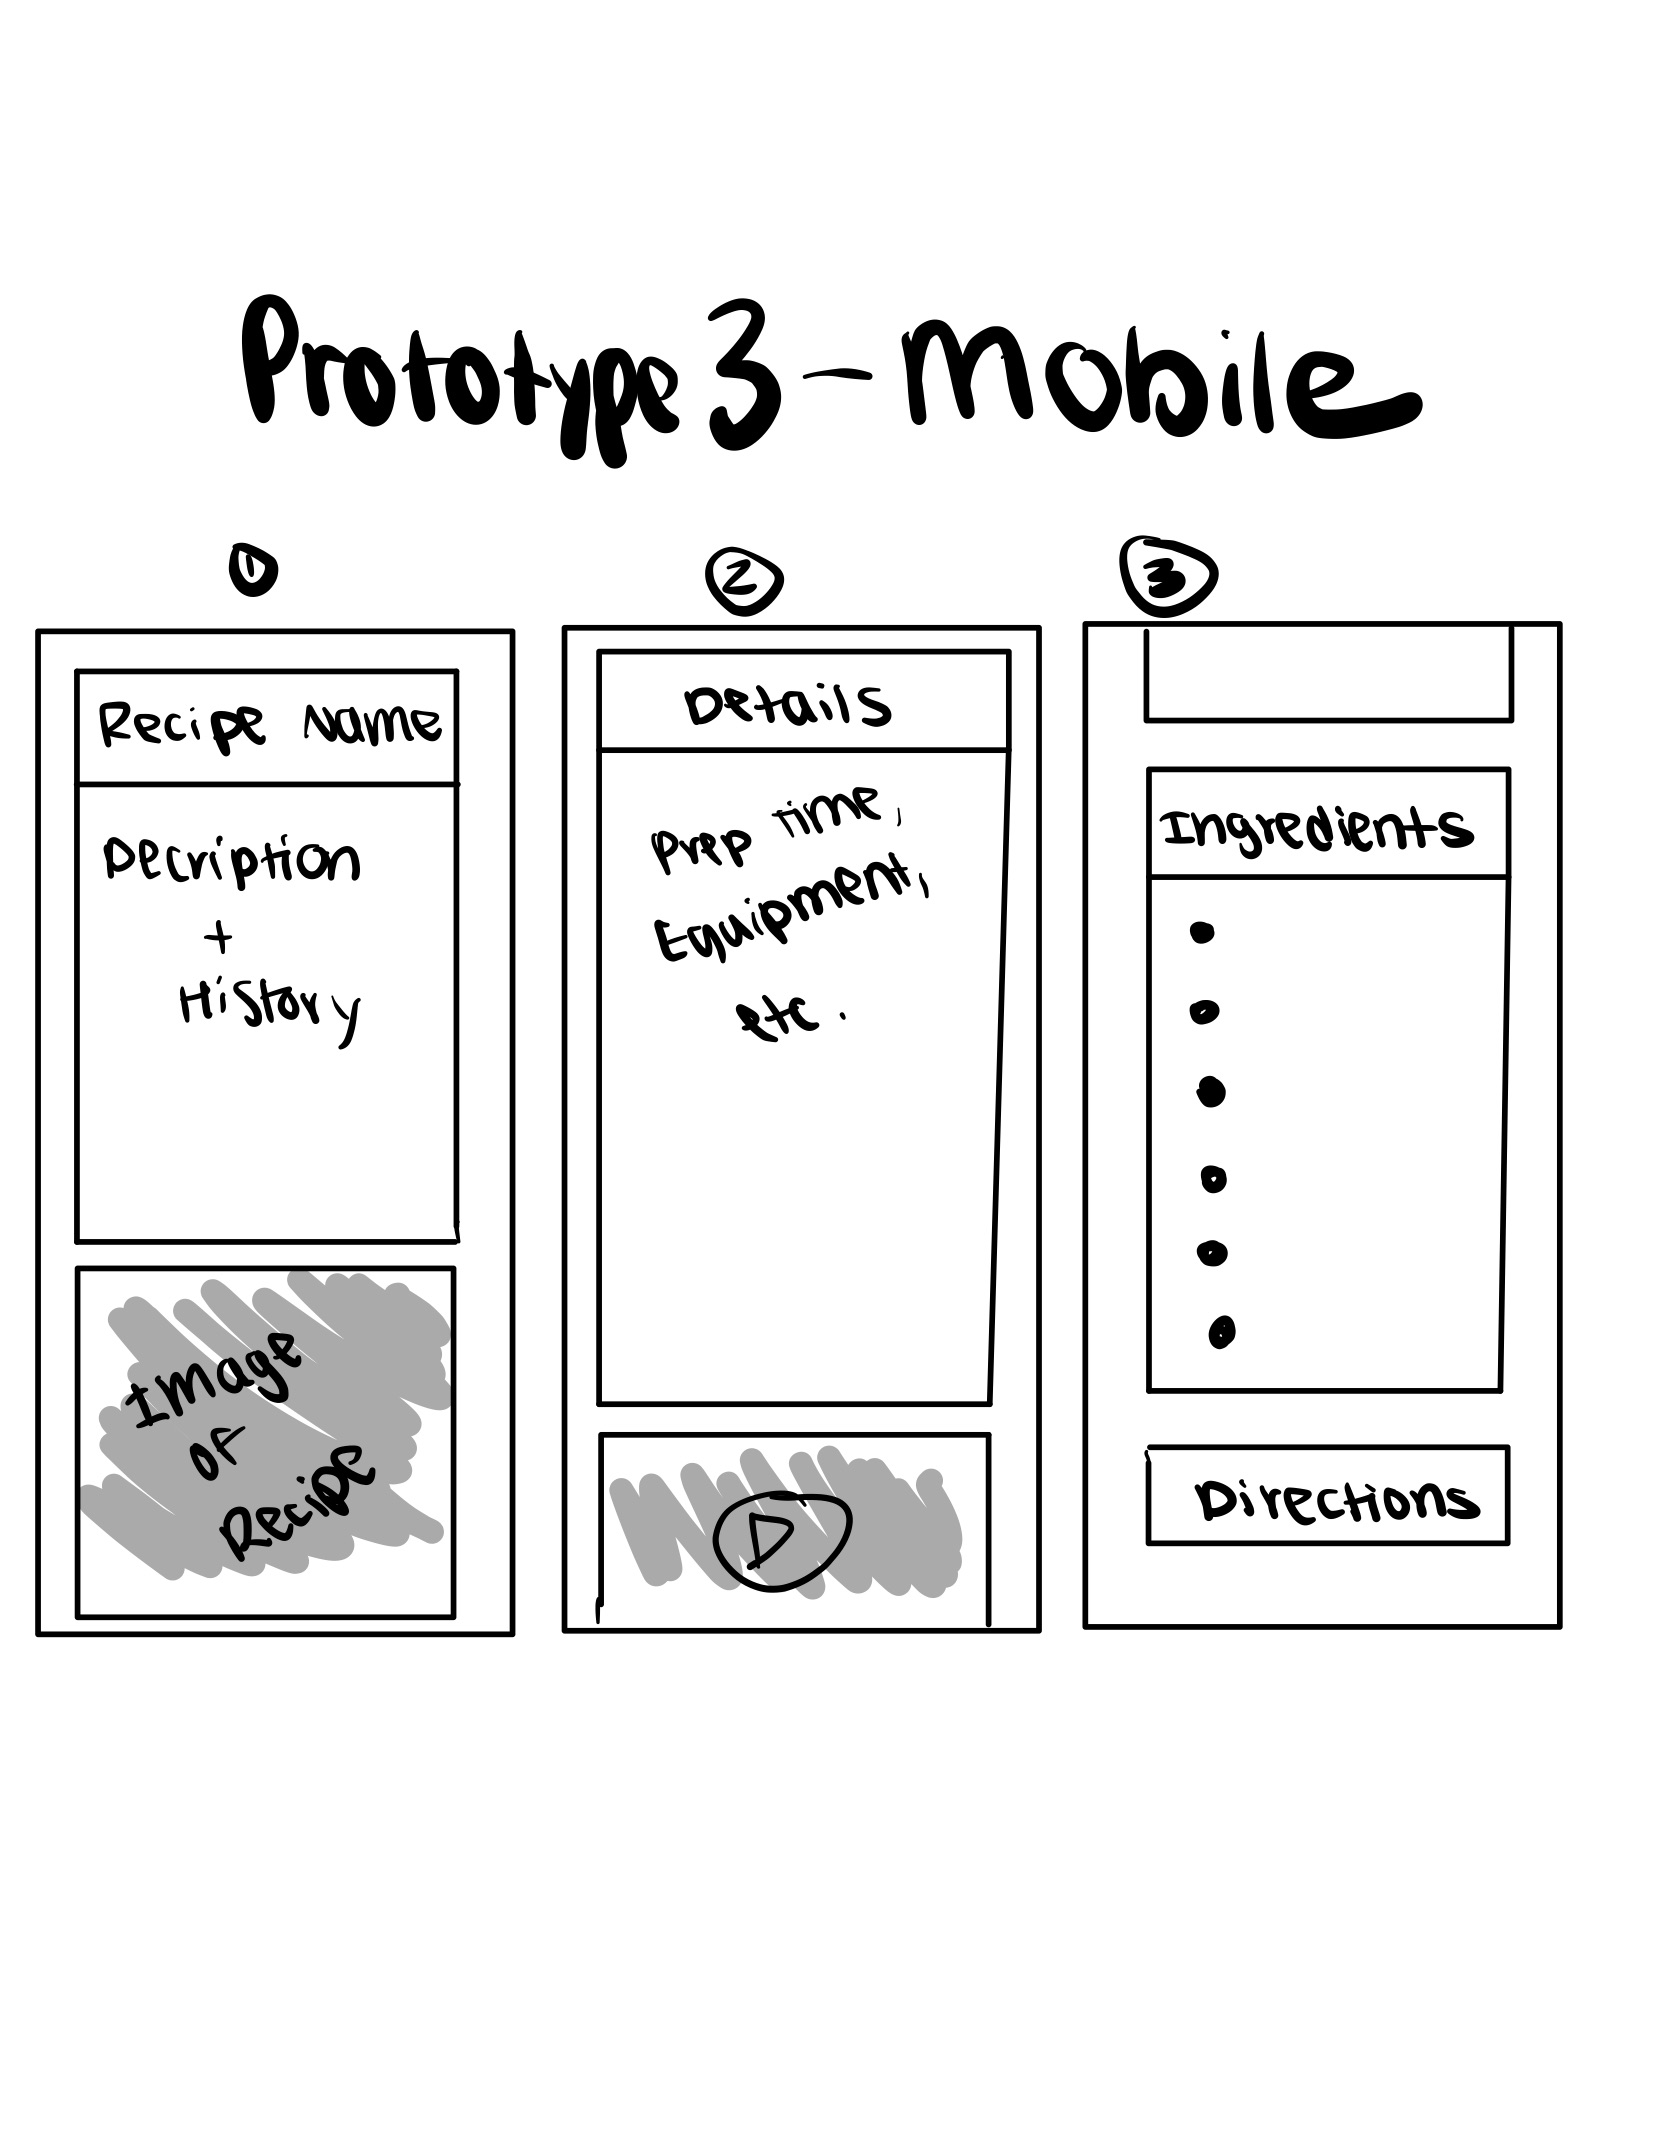 Prototype 3 - Mobile
1
2
3
Recipe Name
Decription
+
History
Image
of
Recipe
Details
Prep Time,
Equipment,
etc.
Ingredients
Directions